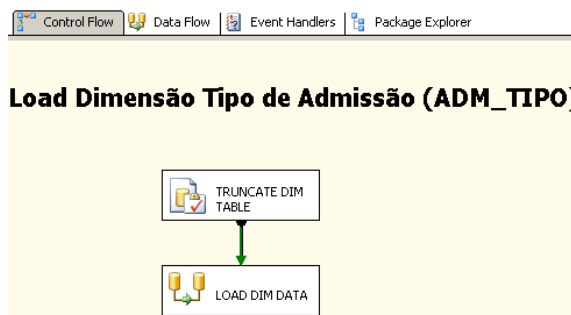 Control Flow Data Flow Event Handlers Package Explorer
Load Dimensão Tipo de Admissão (ADM_TIPO)
TRUNCATE DIM
TABLE
LOAD DIM DATA